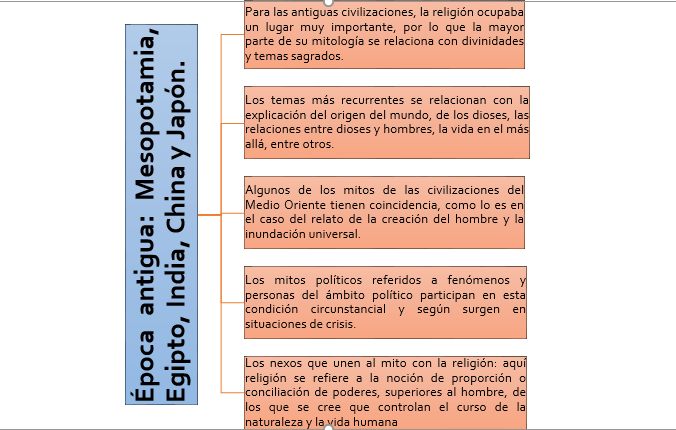 Época antigua: Mesopotamia,
Egipto, India, China y Japón.
Para las antiguas civilizaciones, la religión ocupaba
un lugar muy importante, por lo que la mayor
parte de su mitología se relaciona con divinidades
y temas sagrados.
Los temas más recurrentes se relacionan con la
explicación del origen del mundo, de los dioses, las
relaciones entre dioses y hombres, la vida en el más
allá, entre otros.
Algunos de los mitos de las civilizaciones del
Medio Oriente tienen coincidencia, como lo es en
el caso del relato de la creación del hombre y la
inundación universal.
Los mitos políticos referidos a fenómenos y
personas del ámbito político participan en esta
condición circunstancial y según surgen en
situaciones de crisis.
Los nexos que unen al mito con la religión: aquí
religión se refiere a la noción de proporción o
conciliación de poderes, superiores al hombre, de
los que se cree que controlan el curso de la
naturaleza y la vida humana